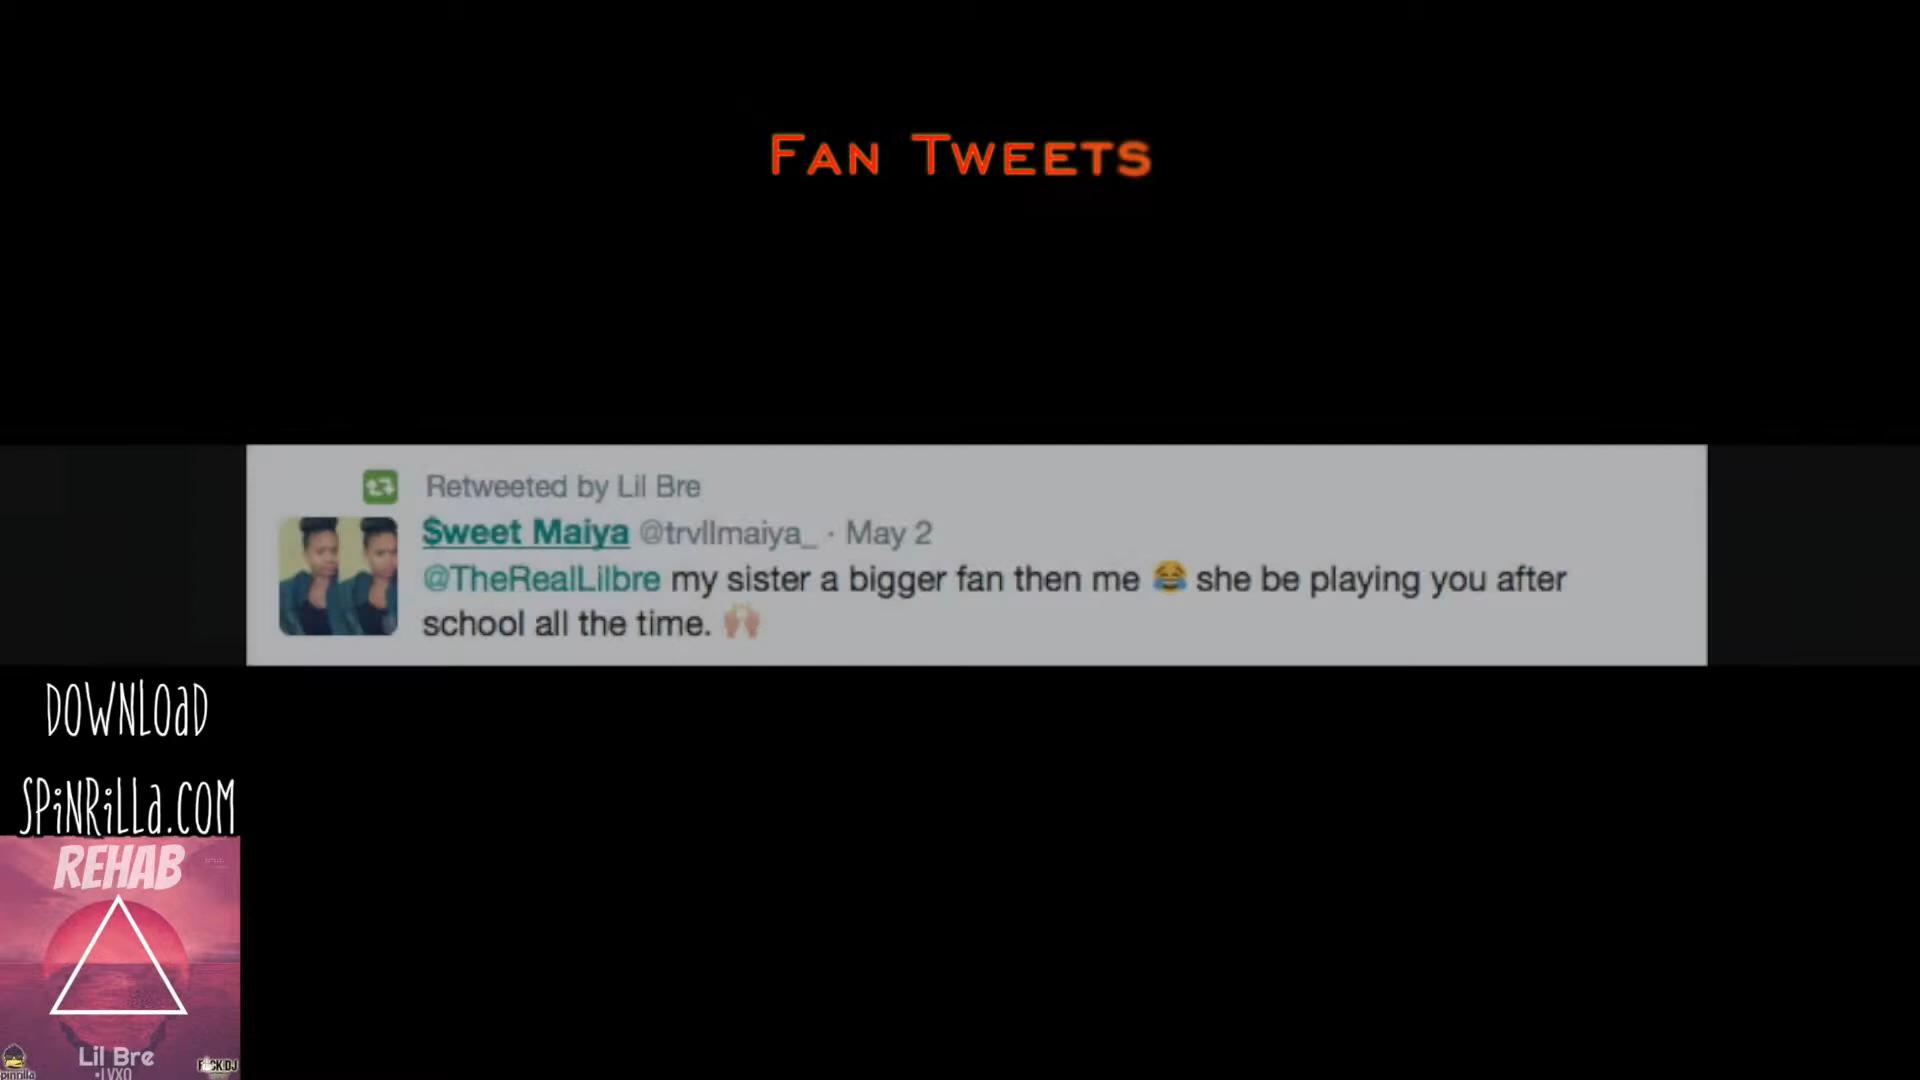 Fan Tweets
Retweeted by Lil Bre
$weet Maiya @trvllmaiya_ · May 2
@TheRealLilbre my sister a bigger fan then me 😂 she be playing you after
school all the time. 🙌
DOWNLOAD
SPINRILLA.COM
REHAB
Lil Bre
•LVXO